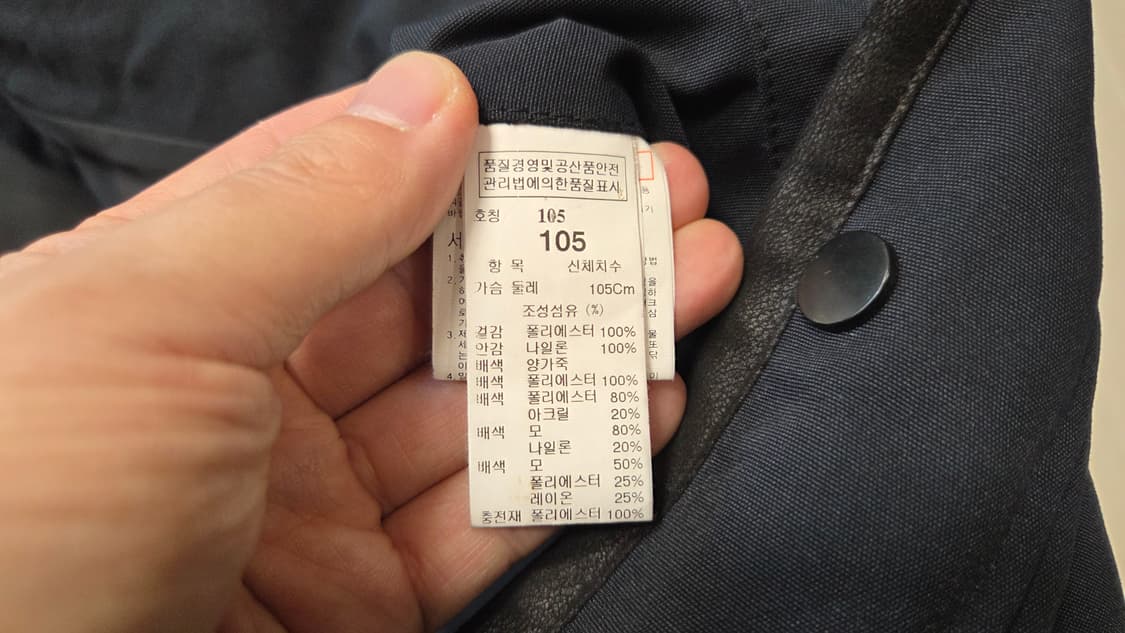 품질경영및공산품안전
관리법에의한품질표시
호칭 105
105
항 목 신체치수
가슴 둘레 105Cm
조성섬유 (%)
겉감 폴리에스터 100%
안감 나일론 100%
배색 양가죽
배색 폴리에스터 100%
배색 폴리에스터 80%
아크릴 20%
배색 모 80%
나일론 20%
배색 모 50%
폴리에스터 25%
레이온 25%
충전재 폴리에스터 100%